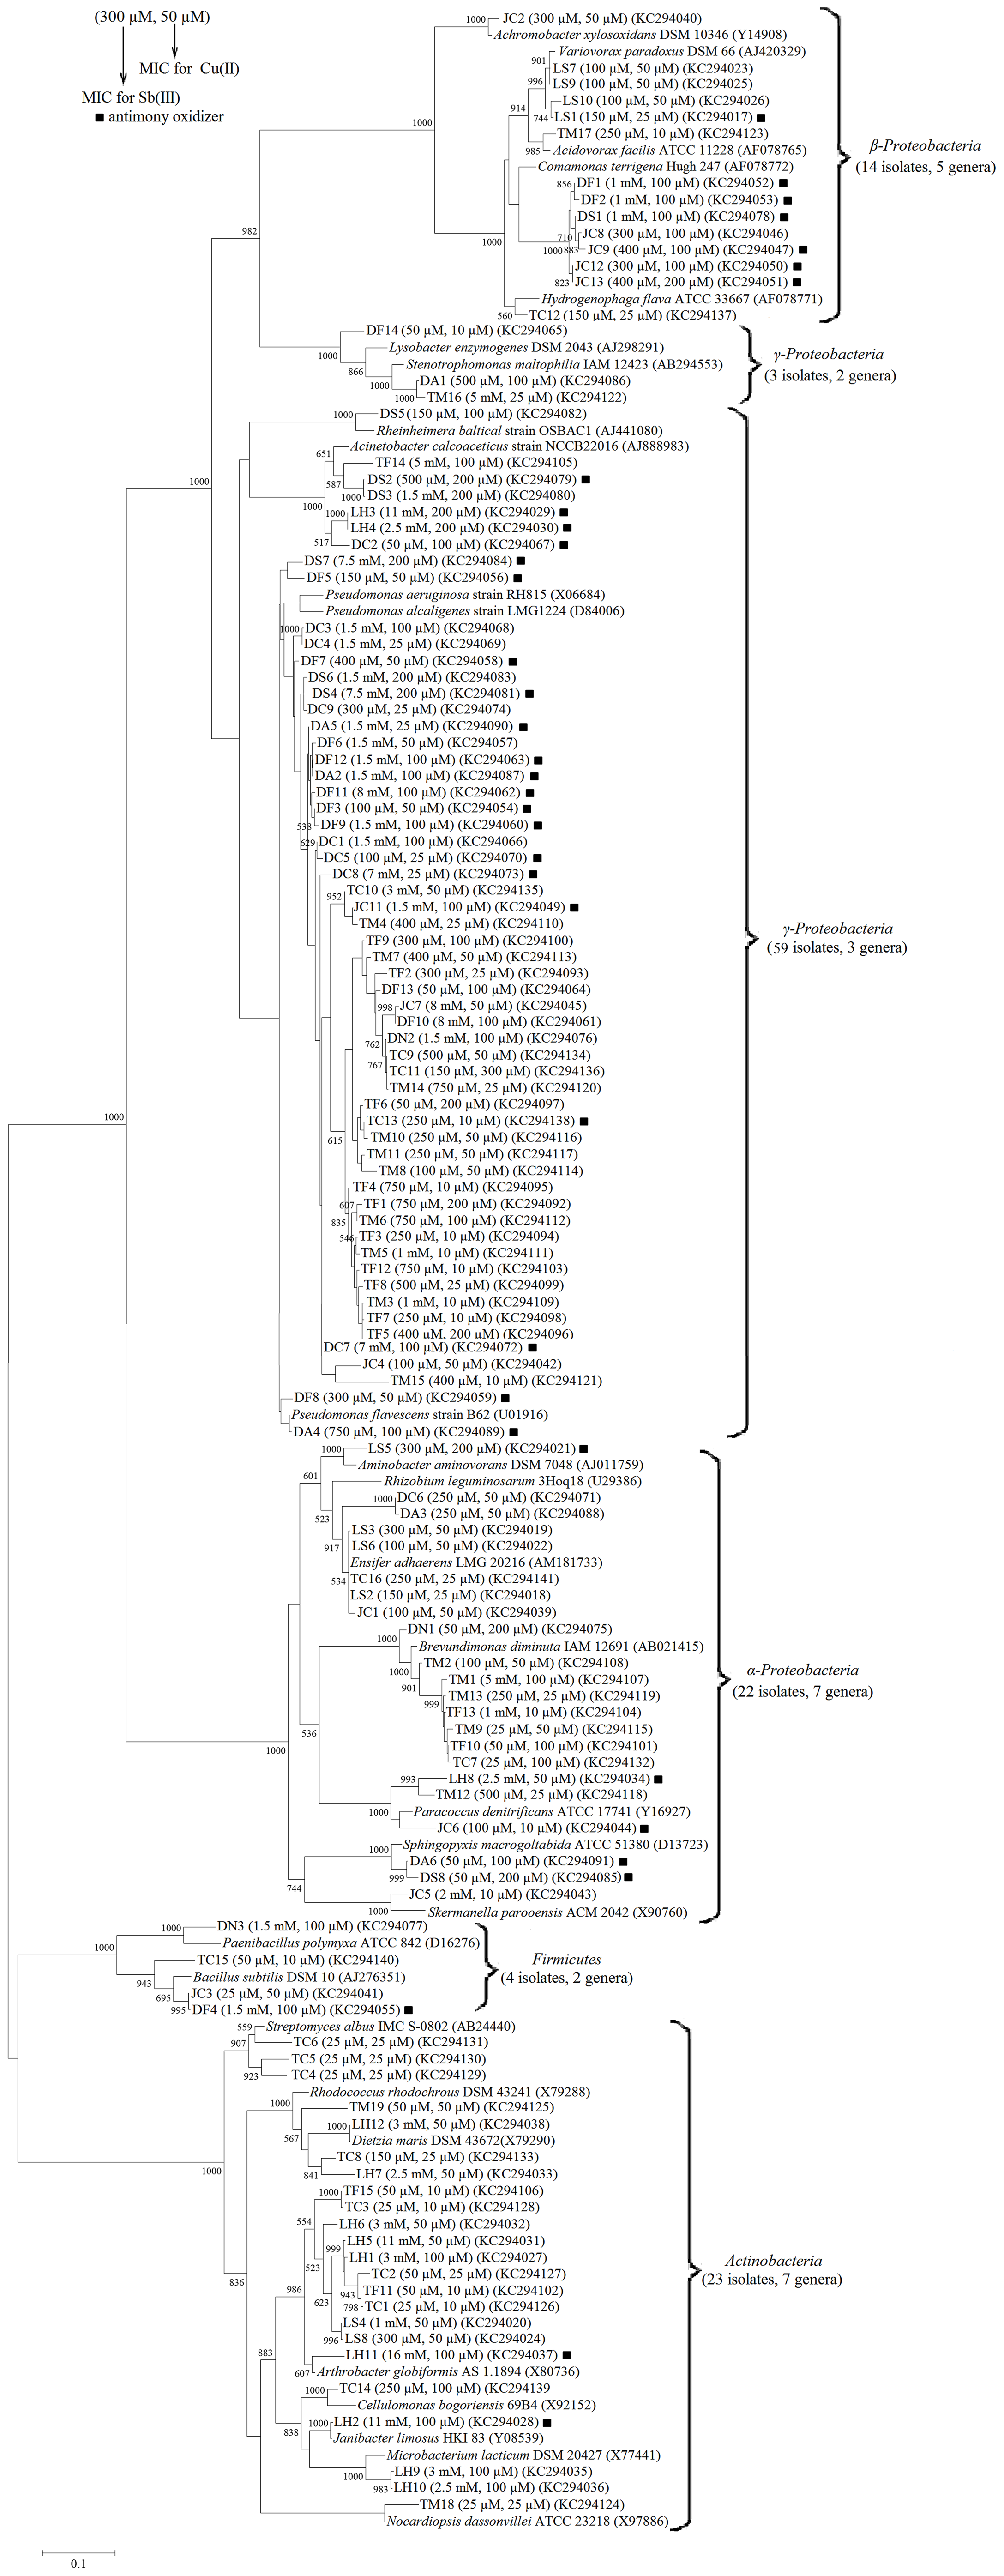 (300 µM, 50 µM)
MIC for Cu(II)
MIC for Sb(III)
■ antimony oxidizer
1000
JC2 (300 µM, 50 µM) (KC294040)
Achromobacter xylosoxidans DSM 10346 (Y14908)
Variovorax paradoxus DSM 66 (AJ420329)
901
LS7 (100 µM, 50 µM) (KC294023)
996
LS9 (100 µM, 50 µM) (KC294025)
LS10 (100 µM, 50 µM) (KC294026)
914
744
LS1 (150 µM, 25 µM) (KC294017) ■
1000
TM17 (250 µM, 10 µM) (KC294123)
985
Acidovorax facilis ATCC 11228 (AF078765)
β-Proteobacteria
(14 isolates, 5 genera)
Comamonas terrigena Hugh 247 (AF078772)
856
DF1 (1 mM, 100 µM) (KC294052) ■
DF2 (1 mM, 100 µM) (KC294053) ■
DS1 (1 mM, 100 µM) (KC294078) ■
710
JC8 (300 µM, 100 µM) (KC294046)
982
1000
1000
883
JC9 (400 µM, 100 µM) (KC294047) ■
JC12 (300 µM, 100 µM) (KC294050) ■
823
JC13 (400 µM, 200 µM) (KC294051) ■
Hydrogenophaga flava ATCC 33667 (AF078771)
560
TC12 (150 µM, 25 µM) (KC294137)
DF14 (50 µM, 10 µM) (KC294065)
1000
Lysobacter enzymogenes DSM 2043 (AJ298291)
γ-Proteobacteria
(3 isolates, 2 genera)
866
Stenotrophomonas maltophilia IAM 12423 (AB294553)
1000
DA1 (500 µM, 100 µM) (KC294086)
1000
TM16 (5 mM, 25 µM) (KC294122)
1000
DS5(150 µM, 100 µM) (KC294082)
Rheinheimera baltical strain OSBAC1 (AJ441080)
Acinetobacter calcoaceticus strain NCCB22016 (AJ888983)
651
TF14 (5 mM, 100 µM) (KC294105)
1000
587
DS2 (500 µM, 200 µM) (KC294079) ■
1000
DS3 (1.5 mM, 200 µM) (KC294080)
1000
1000
LH3 (11 mM, 200 µM) (KC294029) ■
LH4 (2.5 mM, 200 µM) (KC294030) ■
517
DC2 (50 µM, 100 µM) (KC294067) ■
DS7 (7.5 mM, 200 µM) (KC294084) ■
DF5 (150 µM, 50 µM) (KC294056) ■
Pseudomonas aeruginosa strain RH815 (X06684)
Pseudomonas alcaligenes strain LMG1224 (D84006)
1000
DC3 (1.5 mM, 100 µM) (KC294068)
DC4 (1.5 mM, 25 µM) (KC294069)
DF7 (400 µM, 50 µM) (KC294058) ■
DS6 (1.5 mM, 200 µM) (KC294083)
DS4 (7.5 mM, 200 µM) (KC294081) ■
DC9 (300 µM, 25 µM) (KC294074)
DA5 (1.5 mM, 25 µM) (KC294090) ■
DF6 (1.5 mM, 50 µM) (KC294057)
DF12 (1.5 mM, 100 µM) (KC294063) ■
DA2 (1.5 mM, 100 µM) (KC294087) ■
DF11 (8 mM, 100 µM) (KC294062) ■
DF3 (100 µM, 50 µM) (KC294054) ■
538
DF9 (1.5 mM, 100 µM) (KC294060) ■
629
DC1 (1.5 mM, 100 µM) (KC294066)
DC5 (100 µM, 25 µM) (KC294070) ■
DC8 (7 mM, 25 µM) (KC294073) ■
952
TC10 (3 mM, 50 µM) (KC294135)
JC11 (1.5 mM, 100 µM) (KC294049) ■
TM4 (400 µM, 25 µM) (KC294110)
γ-Proteobacteria
(59 isolates, 3 genera)
TF9 (300 µM, 100 µM) (KC294100)
TM7 (400 µM, 50 µM) (KC294113)
TF2 (300 µM, 25 µM) (KC294093)
DF13 (50 µM, 100 µM) (KC294064)
998
JC7 (8 mM, 50 µM) (KC294045)
DF10 (8 mM, 100 µM) (KC294061)
762
DN2 (1.5 mM, 100 µM) (KC294076)
TC9 (500 µM, 50 µM) (KC294134)
767
TC11 (150 µM, 300 µM) (KC294136)
TM14 (750 µM, 25 µM) (KC294120)
TF6 (50 µM, 200 µM) (KC294097)
1000
TC13 (250 µM, 10 µM) (KC294138) ■
615
TM10 (250 µM, 50 µM) (KC294116)
TM11 (250 µM, 50 µM) (KC294117)
TM8 (100 µM, 50 µM) (KC294114)
TF4 (750 µM, 10 µM) (KC294095)
607
TF1 (750 µM, 200 µM) (KC294092)
835
TM6 (750 µM, 100 µM) (KC294112)
546
TF3 (250 µM, 10 µM) (KC294094)
TM5 (1 mM, 10 µM) (KC294111)
TF12 (750 µM, 10 µM) (KC294103)
TF8 (500 µM, 25 µM) (KC294099)
TM3 (1 mM, 10 µM) (KC294109)
TF7 (250 µM, 10 µM) (KC294098)
TF5 (400 µM, 200 µM) (KC294096)
DC7 (7 mM, 100 µM) (KC294072) ■
JC4 (100 µM, 50 µM) (KC294042)
TM15 (400 µM, 10 µM) (KC294121)
DF8 (300 µM, 50 µM) (KC294059) ■
Pseudomonas flavescens strain B62 (U01916)
DA4 (750 µM, 100 µM) (KC294089) ■
1000
LS5 (300 µM, 200 µM) (KC294021) ■
Aminobacter aminovorans DSM 7048 (AJ011759)
601
Rhizobium leguminosarum 3Hoq18 (U29386)
1000
DC6 (250 µM, 50 µM) (KC294071)
523
DA3 (250 µM, 50 µM) (KC294088)
LS3 (300 µM, 50 µM) (KC294019)
917
LS6 (100 µM, 50 µM) (KC294022)
Ensifer adhaerens LMG 20216 (AM181733)
534
TC16 (250 µM, 25 µM) (KC294141)
LS2 (150 µM, 25 µM) (KC294018)
JC1 (100 µM, 50 µM) (KC294039)
DN1 (50 µM, 200 µM) (KC294075)
1000
Brevundimonas diminuta IAM 12691 (AB021415)
1000
TM2 (100 µM, 50 µM) (KC294108)
α-Proteobacteria
(22 isolates, 7 genera)
901
TM1 (5 mM, 100 µM) (KC294107)
999
TM13 (250 µM, 25 µM) (KC294119)
TF13 (1 mM, 10 µM) (KC294104)
536
TM9 (25 µM, 50 µM) (KC294115)
1000
TF10 (50 µM, 100 µM) (KC294101)
TC7 (25 µM, 100 µM) (KC294132)
993
LH8 (2.5 mM, 50 µM) (KC294034) ■
TM12 (500 µM, 25 µM) (KC294118)
1000
Paracoccus denitrificans ATCC 17741 (Y16927)
JC6 (100 µM, 10 µM) (KC294044) ■
Sphingopyxis macrogoltabida ATCC 51380 (D13723)
1000
DA6 (50 µM, 100 µM) (KC294091) ■
999
DS8 (50 µM, 200 µM) (KC294085) ■
744
JC5 (2 mM, 10 µM) (KC294043)
1000
Skermanella parooensis ACM 2042 (X90760)
1000
DN3 (1.5 mM, 100 µM) (KC294077)
Paenibacillus polymyxa ATCC 842 (D16276)
1000
TC15 (50 µM, 10 µM) (KC294140)
Firmicutes
(4 isolates, 2 genera)
943
Bacillus subtilis DSM 10 (AJ276351)
695
JC3 (25 µM, 50 µM) (KC294041)
995
DF4 (1.5 mM, 100 µM) (KC294055) ■
559
Streptomyces albus IMC S-0802 (AB24440)
907
TC6 (25 µM, 25 µM) (KC294131)
TC5 (25 µM, 25 µM) (KC294130)
923
TC4 (25 µM, 25 µM) (KC294129)
Rhodococcus rhodochrous DSM 43241 (X79288)
1000
TM19 (50 µM, 50 µM) (KC294125)
1000
LH12 (3 mM, 50 µM) (KC294038)
567
Dietzia maris DSM 43672(X79290)
TC8 (150 µM, 25 µM) (KC294133)
1000
841
LH7 (2.5 mM, 50 µM) (KC294033)
1000
TF15 (50 µM, 10 µM) (KC294106)
TC3 (25 µM, 10 µM) (KC294128)
554
LH6 (3 mM, 50 µM) (KC294032)
999
LH5 (11 mM, 50 µM) (KC294031)
523
LH1 (3 mM, 100 µM) (KC294027)
Actinobacteria
(23 isolates, 7 genera)
836
TC2 (50 µM, 25 µM) (KC294127)
986
943
TF11 (50 µM, 10 µM) (KC294102)
623
798
TC1 (25 µM, 10 µM) (KC294126)
LS4 (1 mM, 50 µM) (KC294020)
996
LS8 (300 µM, 50 µM) (KC294024)
883
LH11 (16 mM, 100 µM) (KC294037) ■
607
Arthrobacter globiformis AS 1.1894 (X80736)
1000
TC14 (250 µM, 100 µM) (KC294139
Cellulomonas bogoriensis 69B4 (X92152)
838
1000
LH2 (11 mM, 100 µM) (KC294028) ■
Janibacter limosus HKI 83 (Y08539)
Microbacterium lacticum DSM 20427 (X77441)
1000
LH9 (3 mM, 100 µM) (KC294035)
983
LH10 (2.5 mM, 100 µM) (KC294036)
TM18 (25 µM, 25 µM) (KC294124)
Nocardiopsis dassonvillei ATCC 23218 (X97886)
0.1